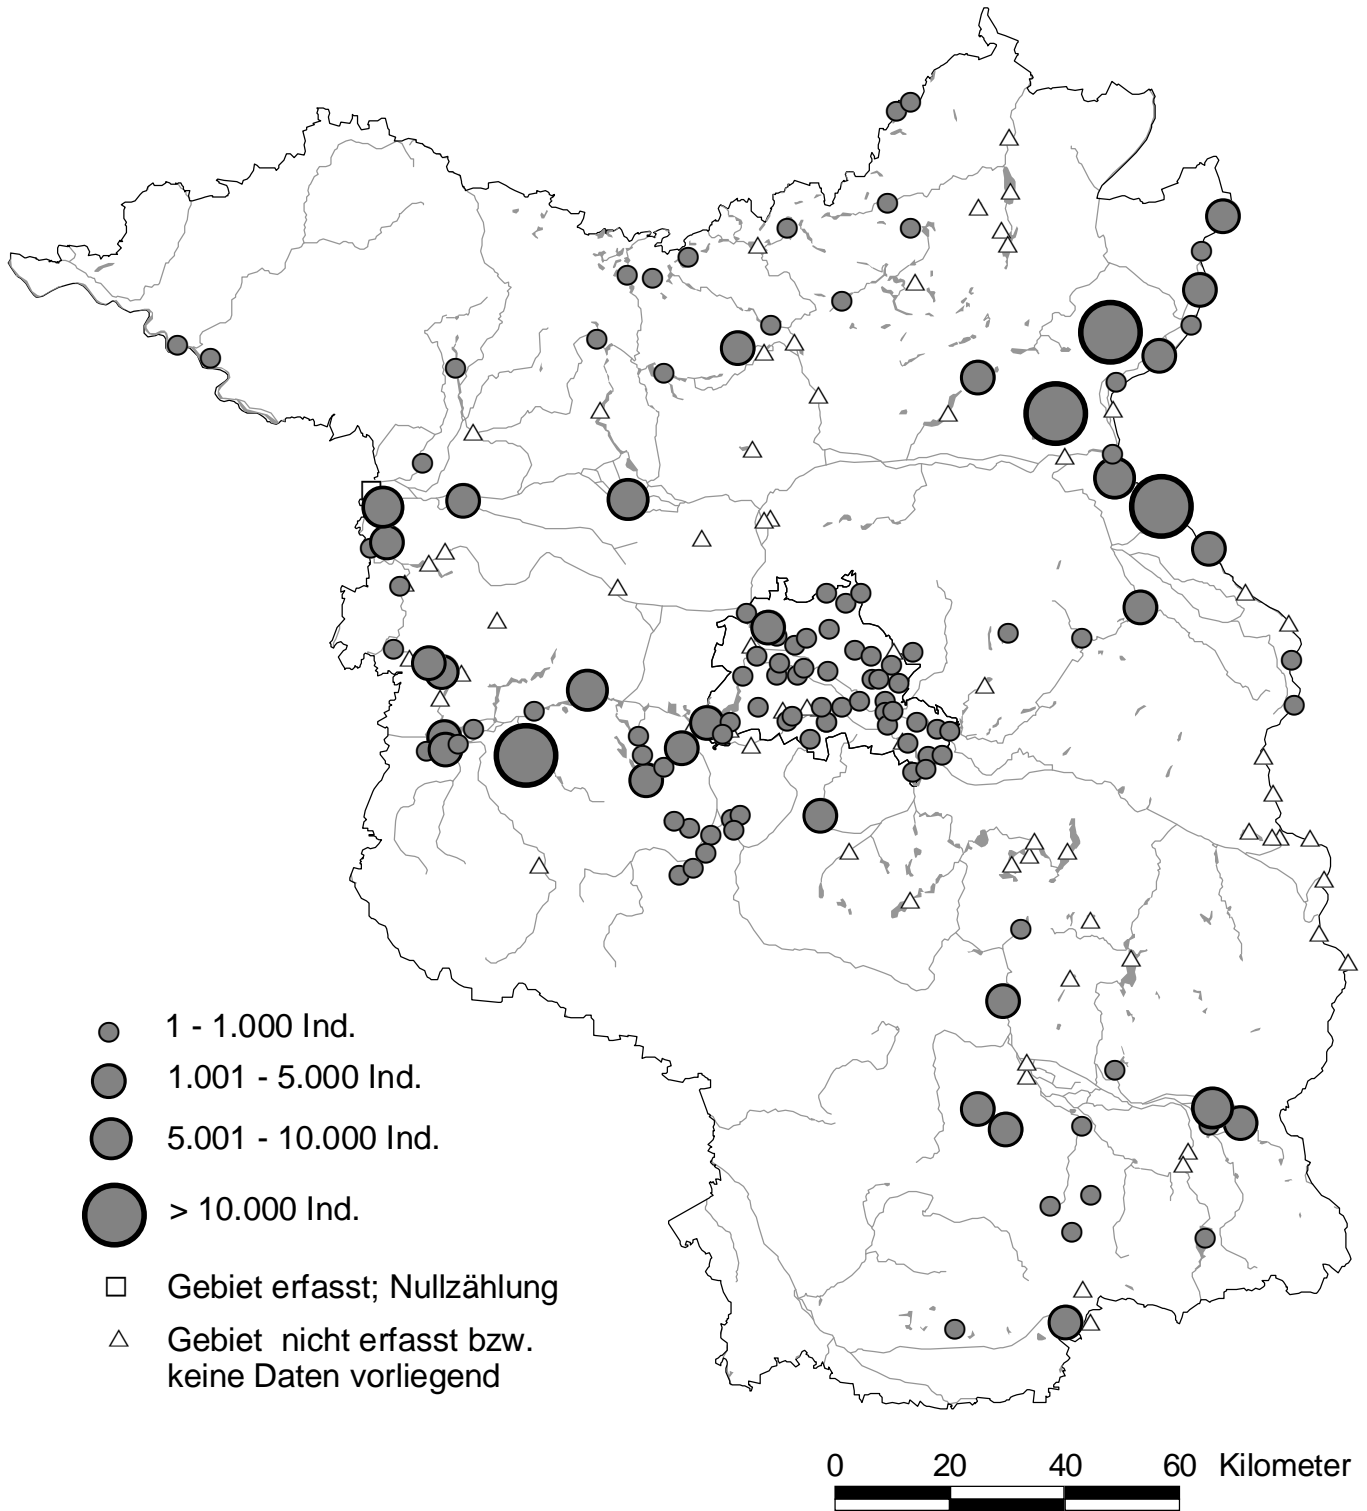 1 - 1.000 Ind.
1.001 - 5.000 Ind.
5.001 - 10.000 Ind.
> 10.000 Ind.
Gebiet erfasst; Nullzählung
Gebiet nicht erfasst bzw.
keine Daten vorliegend
0 20 40 60 Kilometer